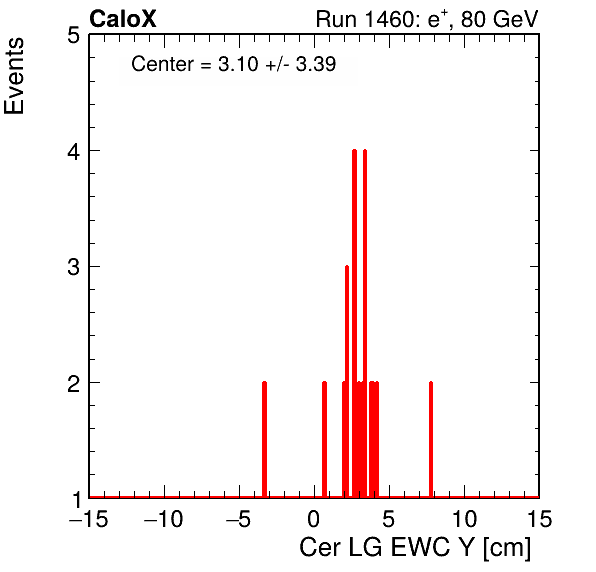 CaloX Run 1460: e⁺, 80 GeV
Center = 3.10 +/- 3.39
Events
5
4
3
2
1
−15 −10 −5 0 5 10 15
Cer LG EWC Y [cm]